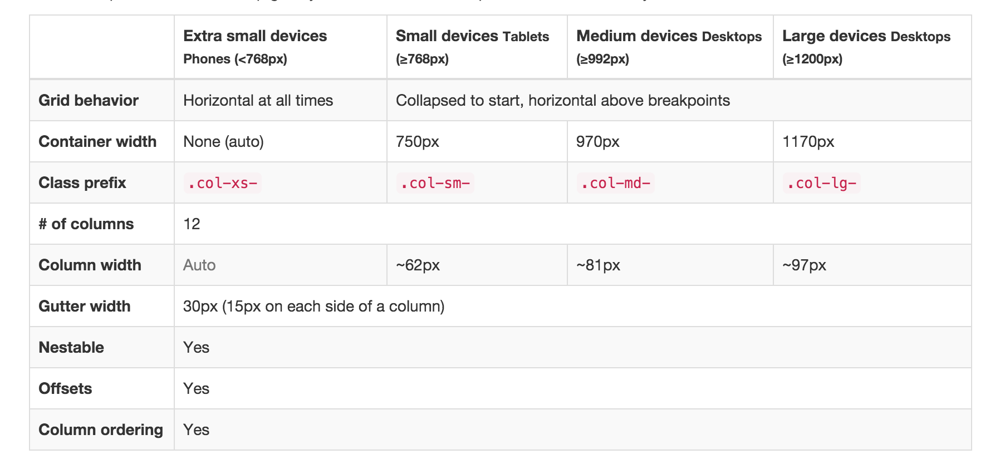 Extra small devices Small devices Tablets Medium devices Desktops Large devices Desktops
Phones (<768px) (≥768px) (≥992px) (≥1200px)
Grid behavior Horizontal at all times Collapsed to start, horizontal above breakpoints
Container width None (auto) 750px 970px 1170px
Class prefix .col-xs- .col-sm- .col-md- .col-lg-
# of columns 12
Column width Auto ~62px ~81px ~97px
Gutter width 30px (15px on each side of a column)
Nestable Yes
Offsets Yes
Column ordering Yes